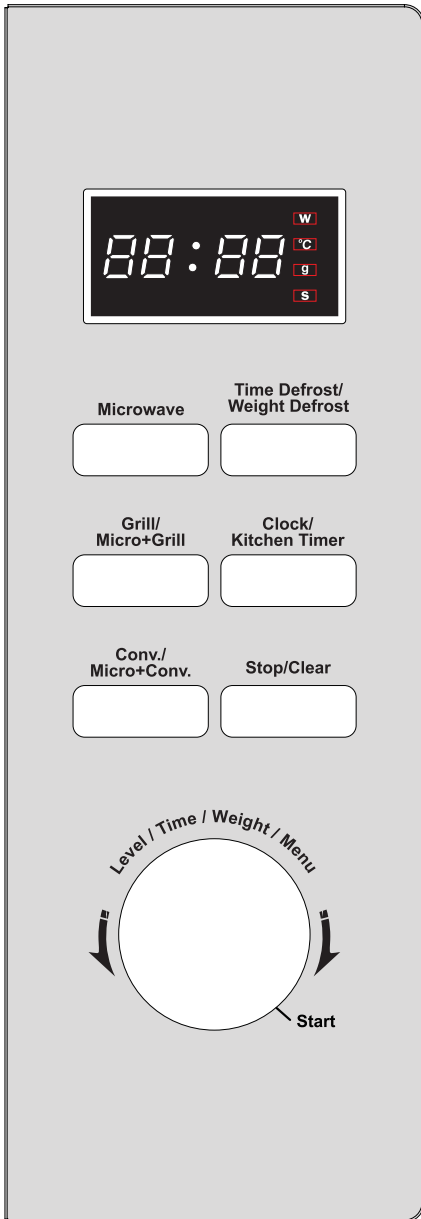 88:88
W
°C
g
S
Microwave
Time Defrost/
Weight Defrost
Grill/
Micro+Grill
Clock/
Kitchen Timer
Conv./
Micro+Conv.
Stop/Clear
Level / Time / Weight / Menu
Start